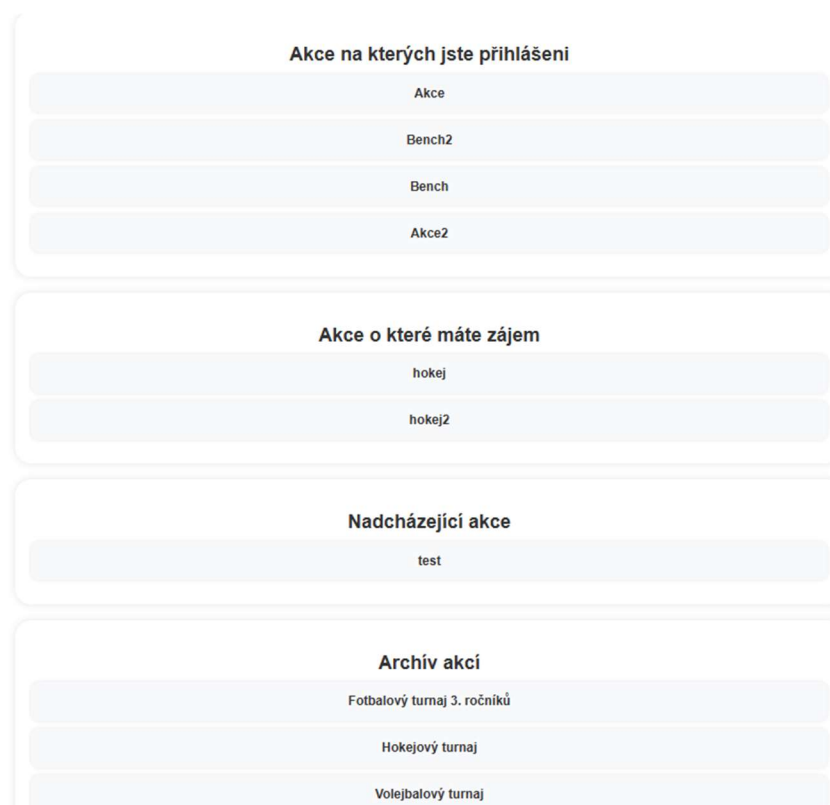 Akce na kterých jste přihlášeni
Akce
Bench2
Bench
Akce2
Akce o které máte zájem
hokej
hokej2
Nadcházející akce
test
Archív akcí
Fotbalový turnaj 3. ročníků
Hokejový turnaj
Volejbalový turnaj